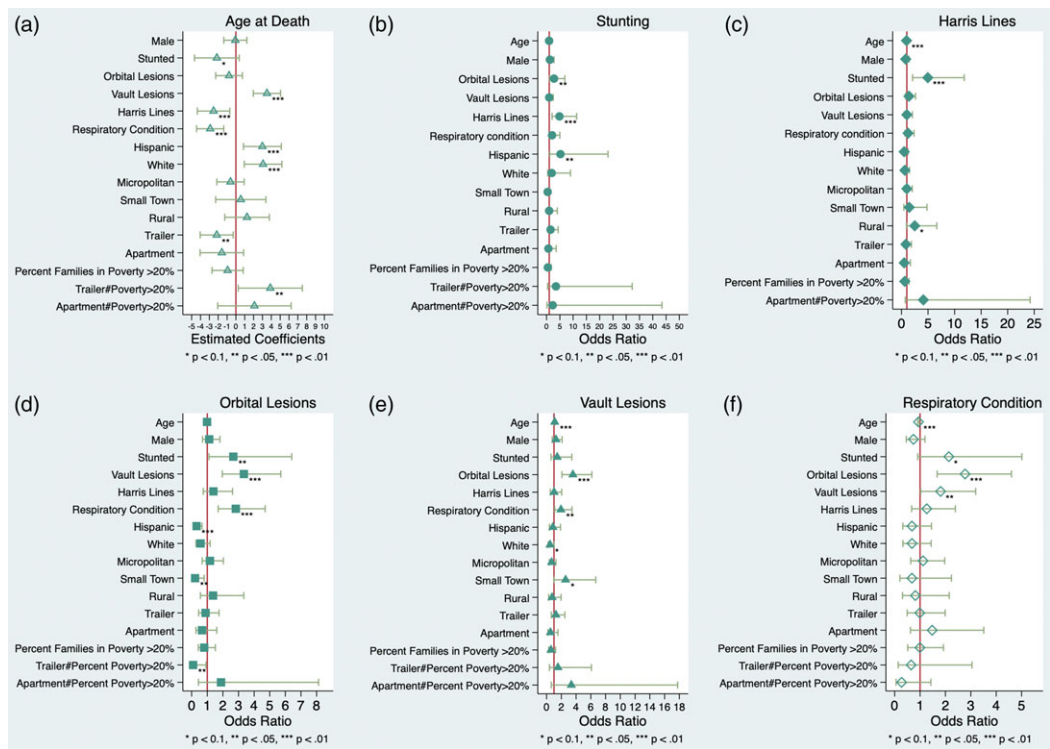 (a)
Age at Death
Male
Stunted
*
Orbital Lesions
Vault Lesions
***
Harris Lines
***
Respiratory Condition
***
Hispanic
***
White
***
Micropolitan
Small Town
Rural
Trailer
**
Apartment
Percent Families in Poverty >20%
Trailer#Poverty>20%
**
Apartment#Poverty>20%
-5 -4 -3 -2 -1 0 1 2 3 4 5 6 7 8 9 10
Estimated Coefficients
* p < 0.1, ** p < .05, *** p < .01
(b)
Stunting
Age
Male
Orbital Lesions
**
Vault Lesions
Harris Lines
***
Respiratory condition
Hispanic
**
White
Small Town
Rural
Trailer
Apartment
Percent Families in Poverty >20%
Trailer#Poverty>20%
Apartment#Poverty>20%
0 5 10 15 20 25 30 35 40 45 50
Odds Ratio
* p < 0.1, ** p < .05, *** p < .01
(c)
Harris Lines
Age
***
Male
Stunted
***
Orbital Lesions
Vault Lesions
Respiratory condition
Hispanic
White
Micropolitan
Small Town
Rural
*
Trailer
Apartment
Percent Families in Poverty >20%
Apartment#Poverty>20%
0 5 10 15 20 25
Odds Ratio
* p < 0.1, ** p < .05, *** p < .01
(d)
Orbital Lesions
Age
Male
Stunted
**
Vault Lesions
***
Harris Lines
Respiratory Condition
***
Hispanic
***
White
Micropolitan
Small Town
**
Rural
Trailer
Apartment
Percent Families in Poverty >20%
Trailer#Percent Poverty>20%
**
Apartment#Percent Poverty>20%
0 1 2 3 4 5 6 7 8
Odds Ratio
* p < 0.1, ** p < .05, *** p < .01
(e)
Vault Lesions
Age
***
Male
Stunted
Orbital Lesions
***
Harris Lines
Respiratory Condition
**
Hispanic
White
*
Micropolitan
Small Town
*
Rural
Trailer
Apartment
Percent Families in Poverty >20%
Trailer#Percent Poverty>20%
Apartment#Percent Poverty>20%
0 2 4 6 8 10 12 14 16 18
Odds Ratio
* p < 0.1, ** p < .05, *** p < .01
(f)
Respiratory Condition
Age
***
Male
Stunted
*
Orbital Lesions
***
Vault Lesions
**
Harris Lines
Hispanic
White
Micropolitan
Small Town
Rural
Trailer
Apartment
Percent Families in Poverty >20%
Trailer#Percent Poverty>20%
Apartment#Percent Poverty>20%
0 1 2 3 4 5
Odds Ratio
* p < 0.1, ** p < .05, *** p < .01